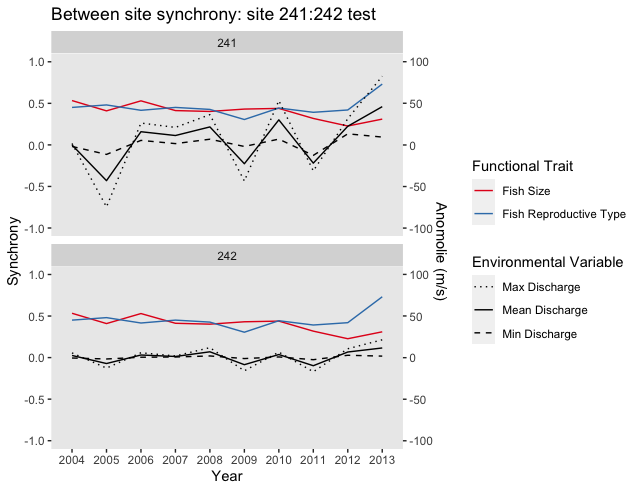 Between site synchrony: site 241:242 test
241
1.0
0.5
0.0
-0.5
-1.0
100
50
0
-50
-100
242
1.0
0.5
0.0
-0.5
-1.0
100
50
0
-50
-100
Synchrony
Anomolie (m/s)
2004 2005 2006 2007 2008 2009 2010 2011 2012 2013
Year
Functional Trait
Fish Size
Fish Reproductive Type
Environmental Variable
Max Discharge
Mean Discharge
Min Discharge